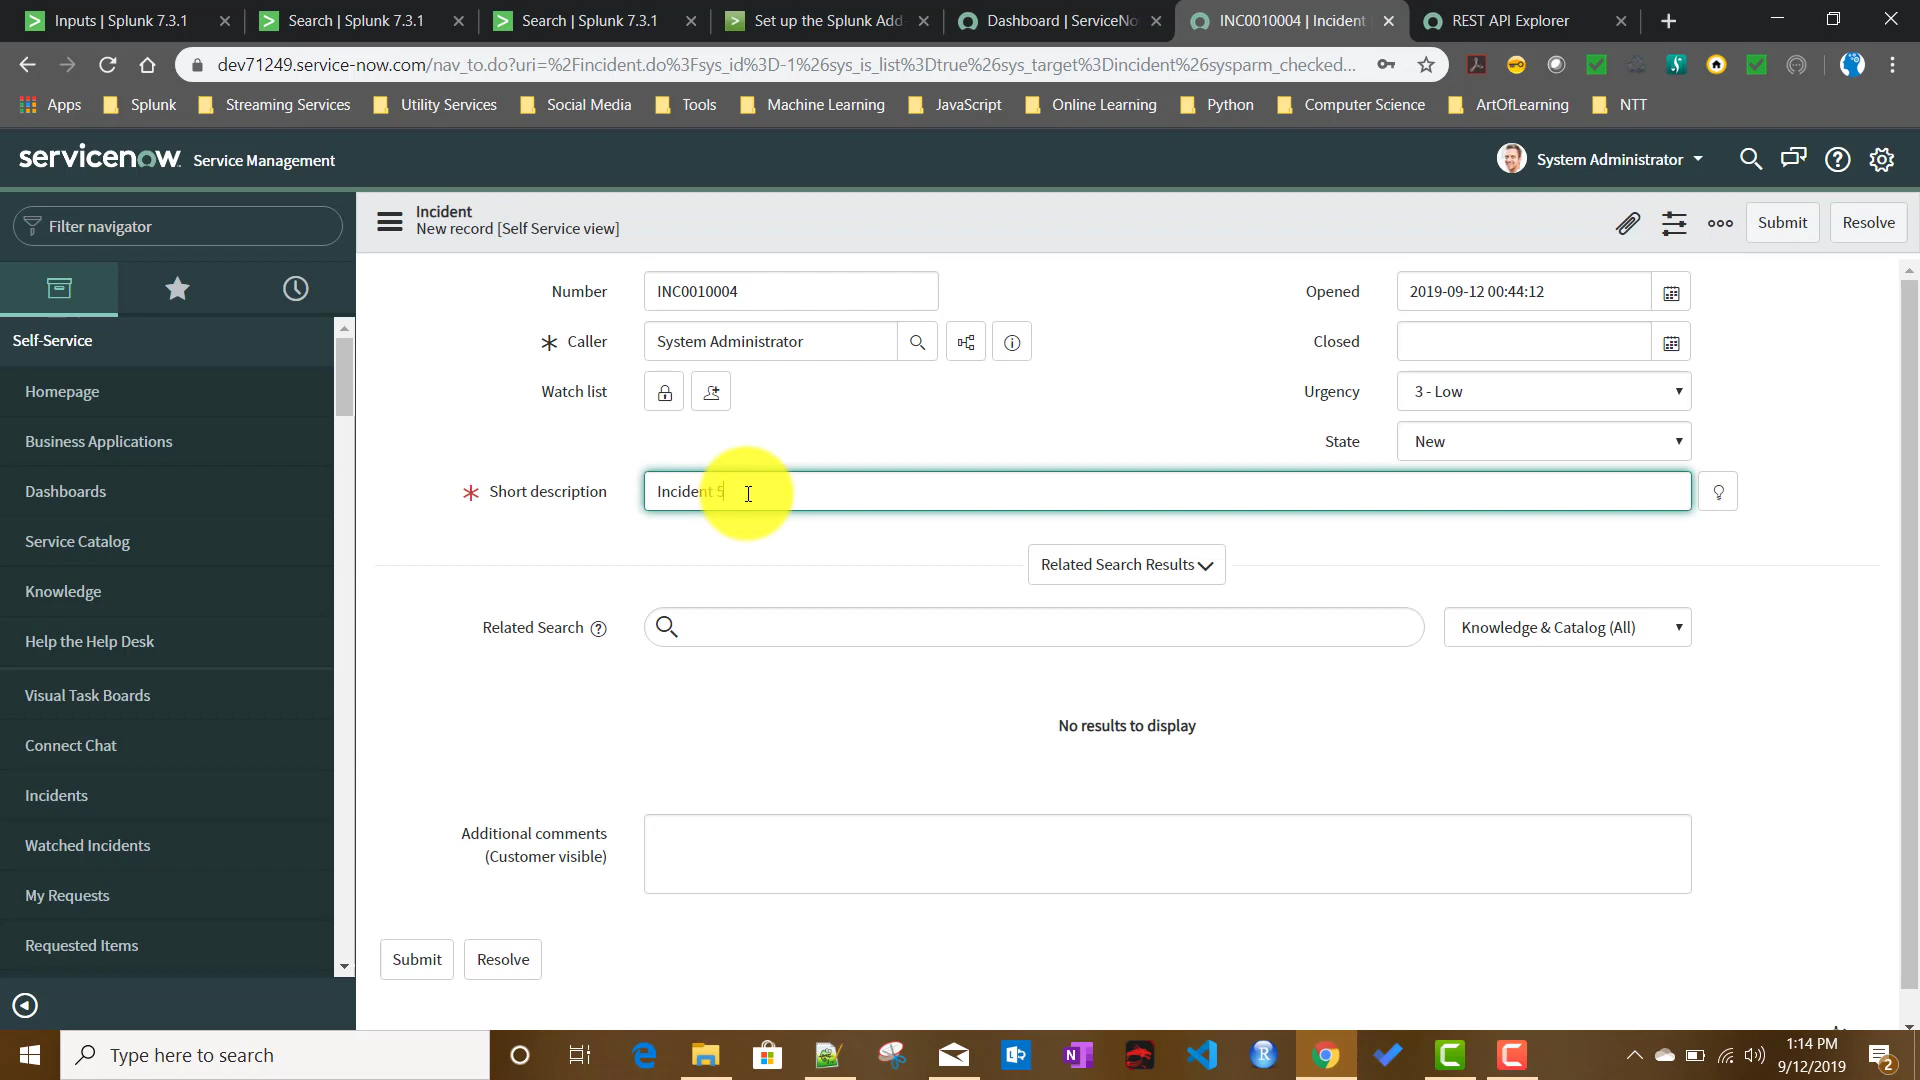 Inputs | Splunk 7.3.1
Search | Splunk 7.3.1
Search | Splunk 7.3.1
Set up the Splunk Add
Dashboard | ServiceNo
INC0010004 | Incident
REST API Explorer
dev71249.service-now.com/nav_to.do?uri=%2Fincident.do%3Fsys_id%3D-1%26sys_is_list%3Dtrue%26sys_target%3Dincident%26sysparm_checked...
Apps
Splunk
Streaming Services
Utility Services
Social Media
Tools
Machine Learning
JavaScript
Online Learning
Python
Computer Science
ArtOfLearning
NTT
servicenow
Service Management
System Administrator
Filter navigator
Incident
New record [Self Service view]
Submit
Resolve
Self-Service
Homepage
Business Applications
Dashboards
Service Catalog
Knowledge
Help the Help Desk
Visual Task Boards
Connect Chat
Incidents
Watched Incidents
My Requests
Requested Items
Number
INC0010004
Opened
2019-09-12 00:44:12
Caller
System Administrator
Closed
Watch list
Urgency
3 - Low
State
New
Short description
Incident 5
Related Search Results
Related Search
Knowledge & Catalog (All)
No results to display
Additional comments
(Customer visible)
Submit
Resolve
Type here to search
1:14 PM
9/12/2019
2